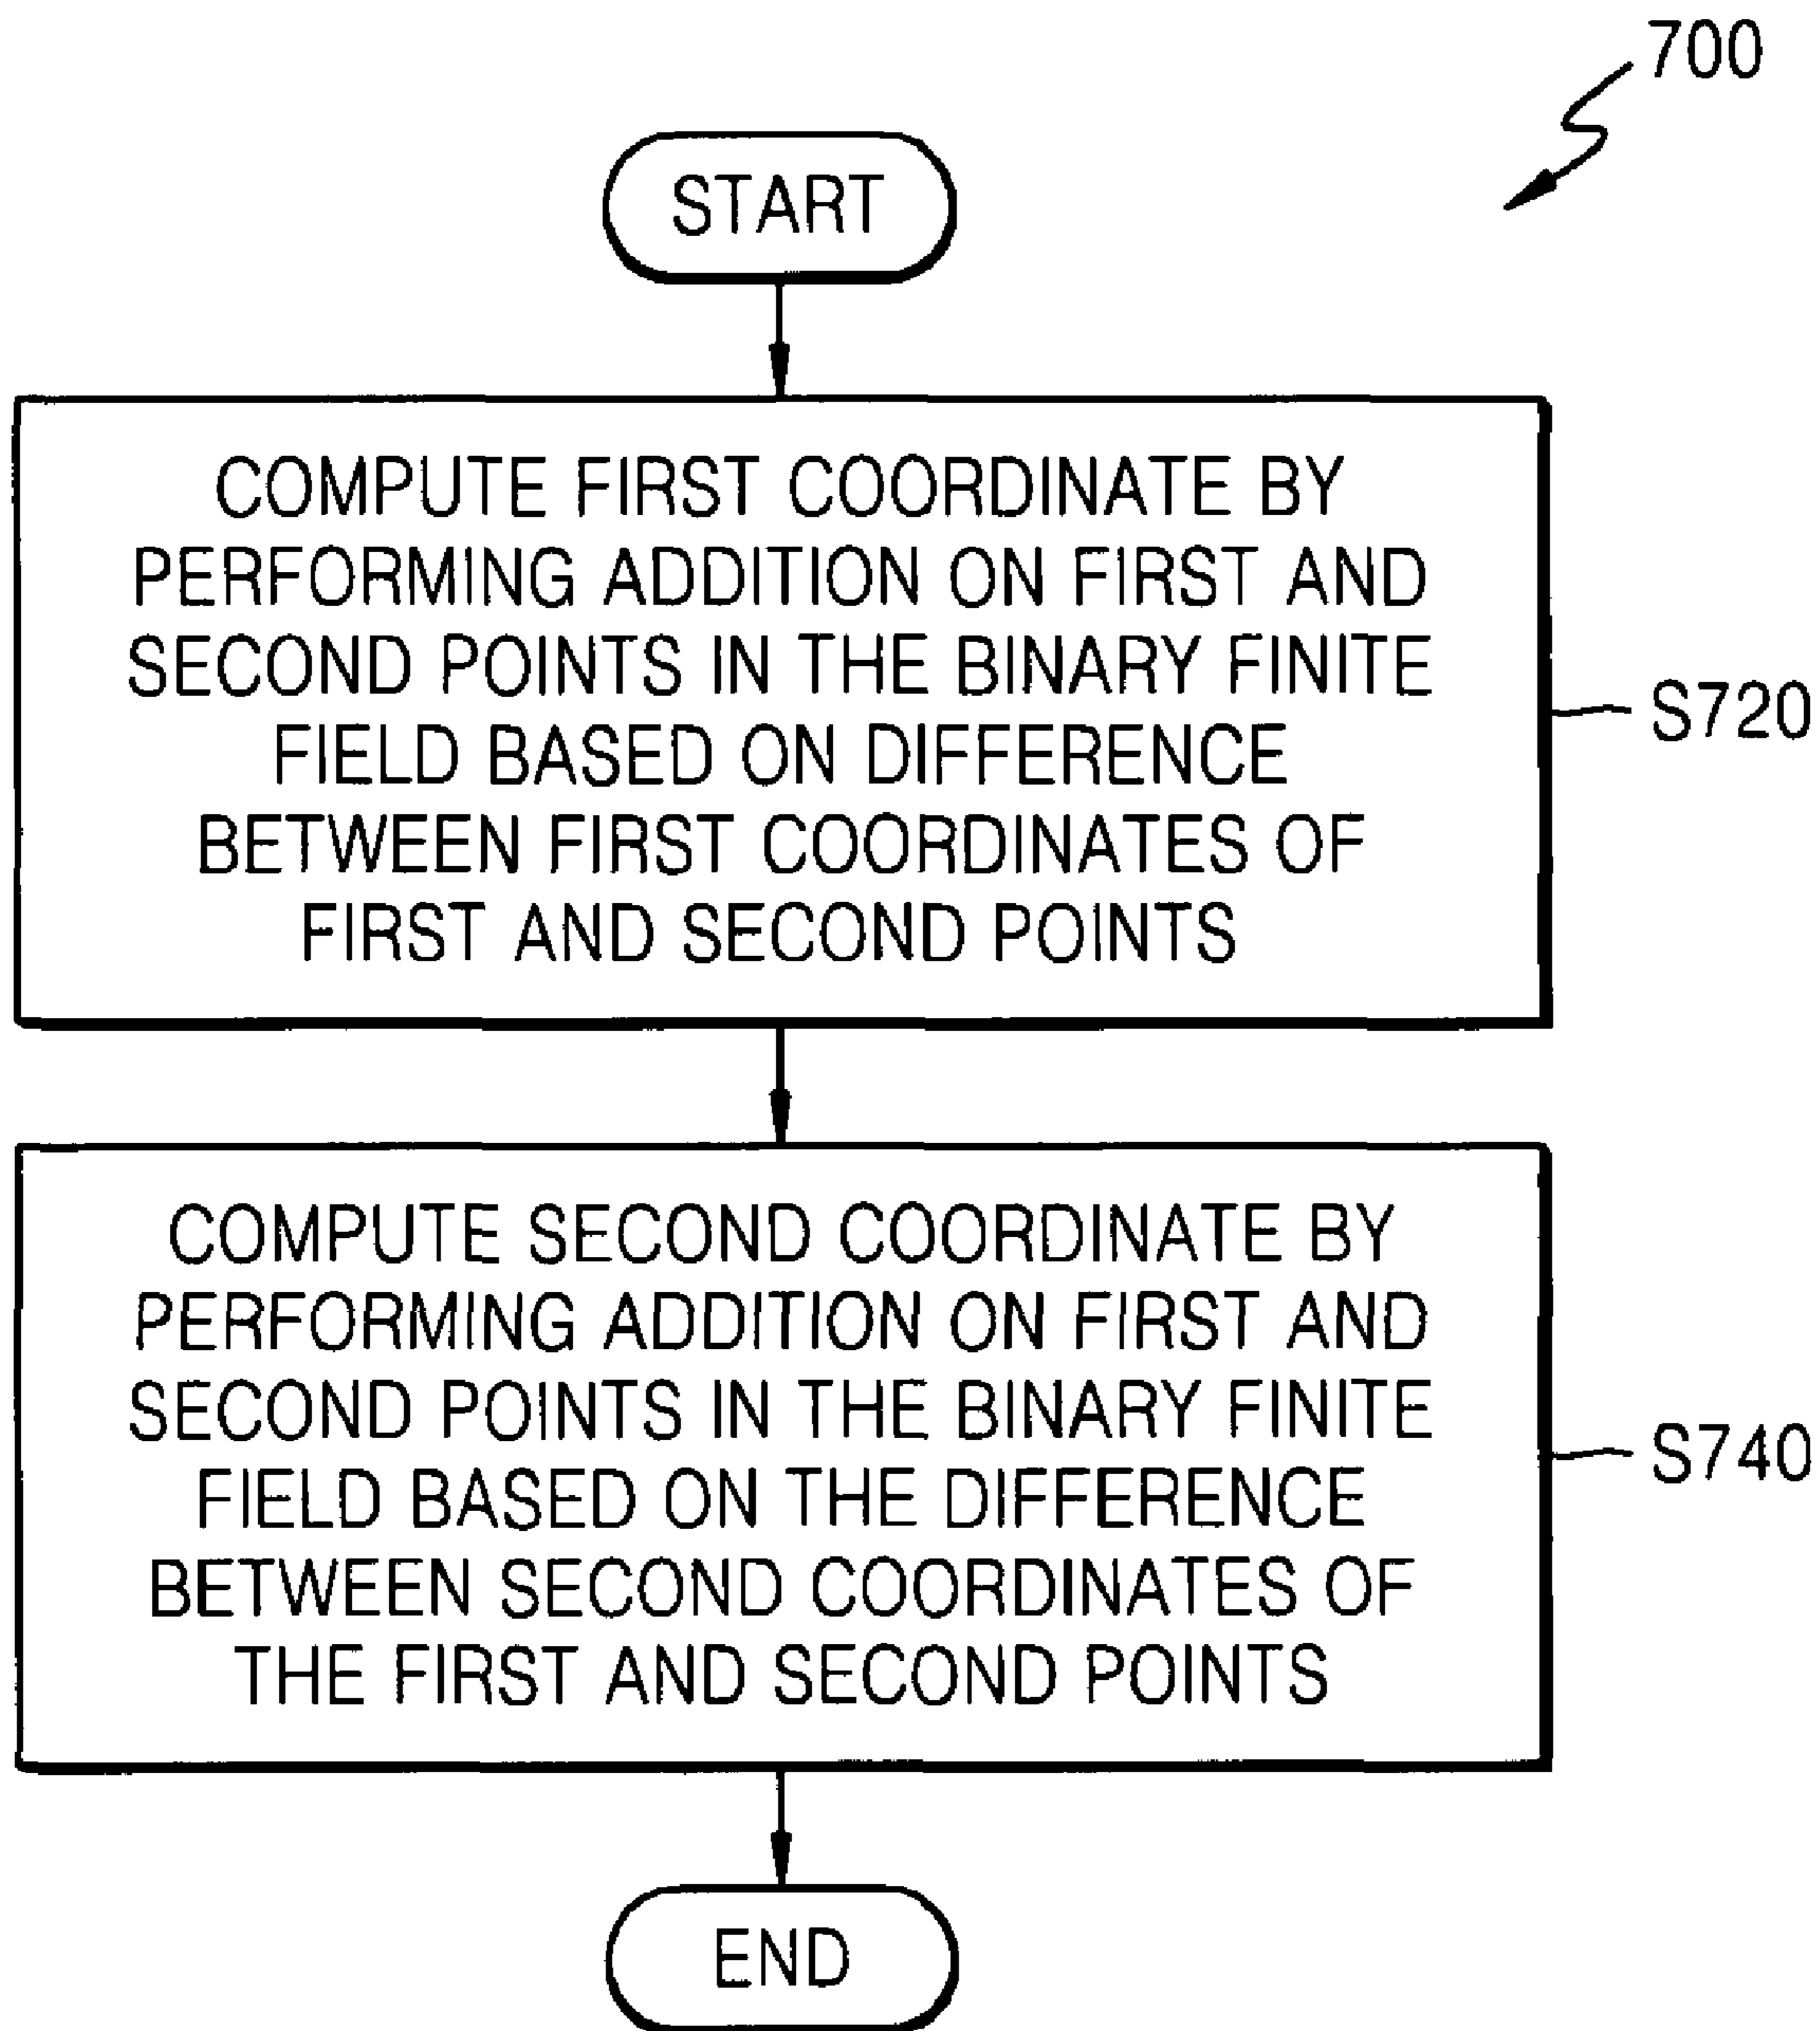 700
START
COMPUTE FIRST COORDINATE BY
PERFORMING ADDITION ON FIRST AND
SECOND POINTS IN THE BINARY FINITE
FIELD BASED ON DIFFERENCE
BETWEEN FIRST COORDINATES OF
FIRST AND SECOND POINTS
S720
COMPUTE SECOND COORDINATE BY
PERFORMING ADDITION ON FIRST AND
SECOND POINTS IN THE BINARY FINITE
FIELD BASED ON THE DIFFERENCE
BETWEEN SECOND COORDINATES OF
THE FIRST AND SECOND POINTS
S740
END